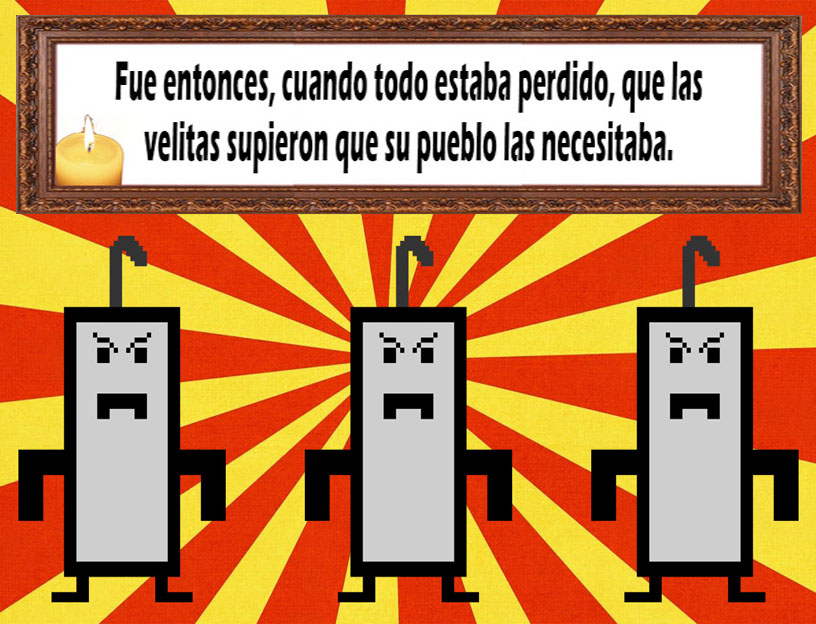 Fue entonces, cuando todo estaba perdido, que las
velitas supieron que su pueblo las necesitaba.